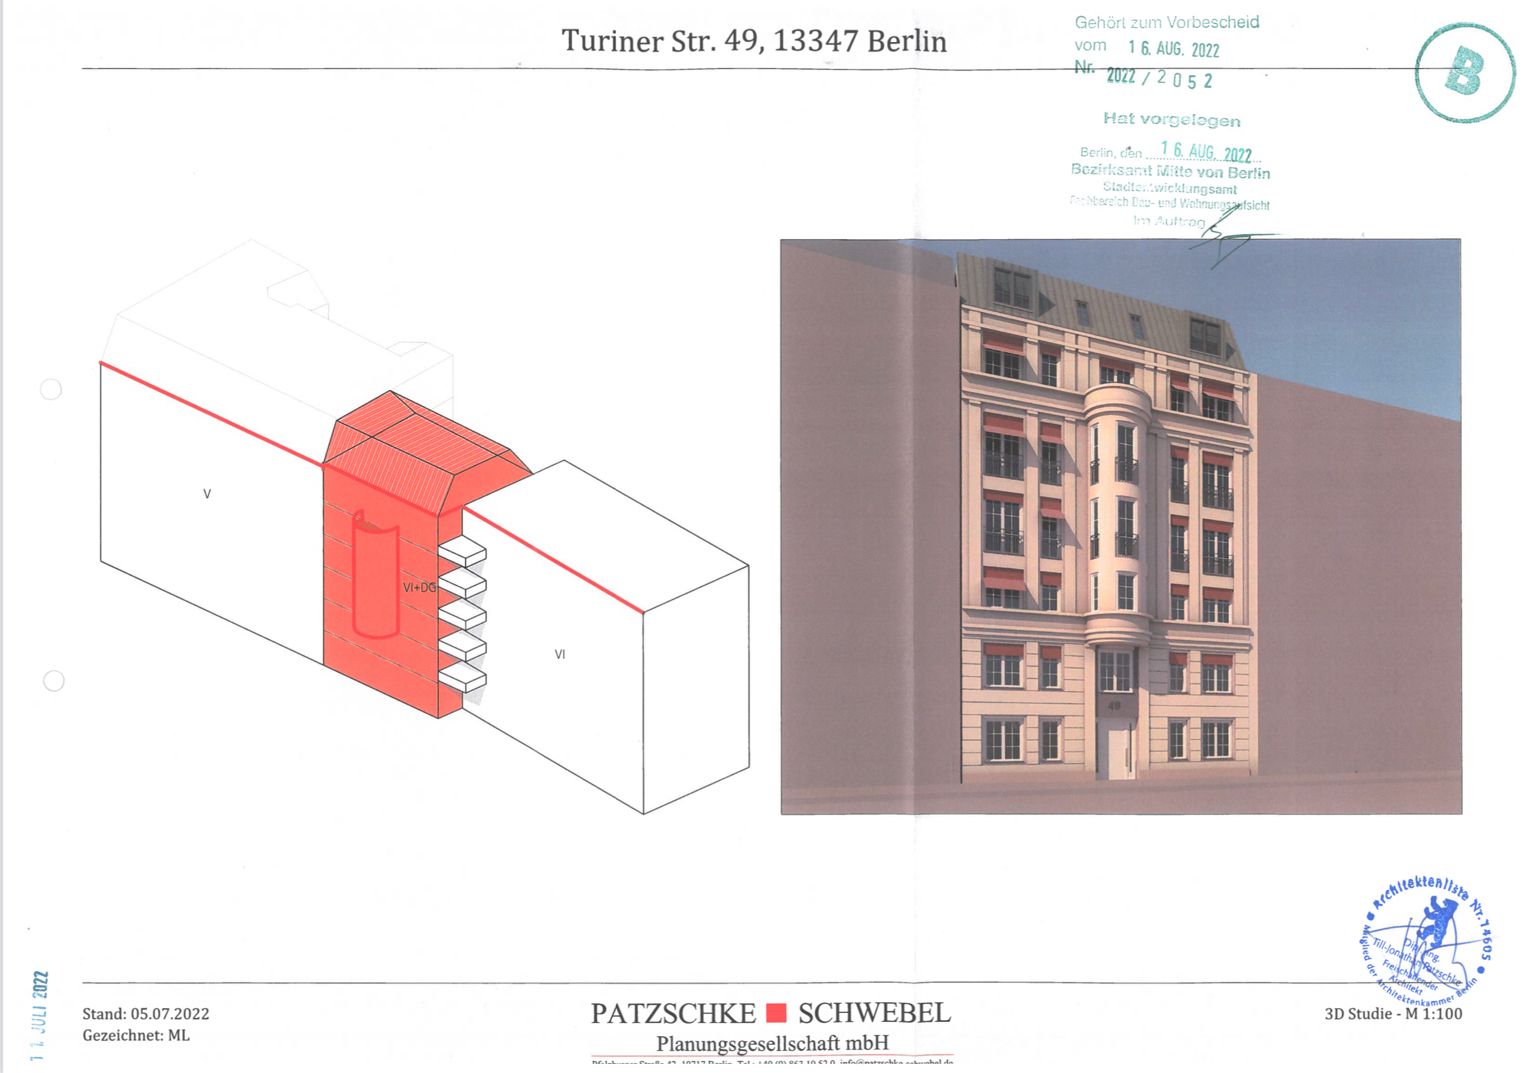 Turiner Str. 49, 13347 Berlin
Gehört zum Vorbescheid
vom 16. AUG. 2022
Nr. 2022 / 2052
B
Hat vorgelegen
Berlin, den 16. AUG. 2022
Bezirksamt Mitte von Berlin
Stadtentwicklungsamt
Fachbereich Bau- und Wohnungsaufsicht
Im Auftrag
V
VI+DG
VI
49
Architektenliste Nr. 14605
Mitglied der Architektenkammer Berlin
Dipl. Ing.
Till-Jonathan Patzschke
Freischaffender
Architekt
11. JULI 2022
Stand: 05.07.2022
Gezeichnet: ML
PATZSCHKE SCHWEBEL
Planungsgesellschaft mbH
3D Studie - M 1:100